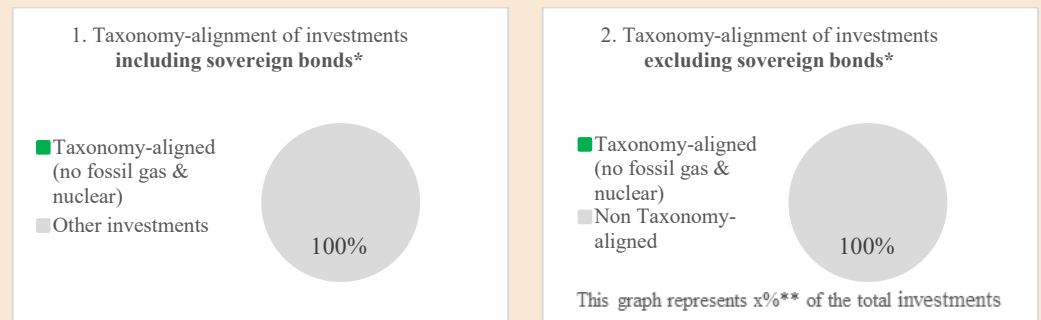 1. Taxonomy-alignment of investments
including sovereign bonds*
Taxonomy-aligned
(no fossil gas &
nuclear)
Other investments
100%
2. Taxonomy-alignment of investments
excluding sovereign bonds*
Taxonomy-aligned
(no fossil gas &
nuclear)
Non Taxonomy-
aligned
100%
This graph represents x%** of the total investments